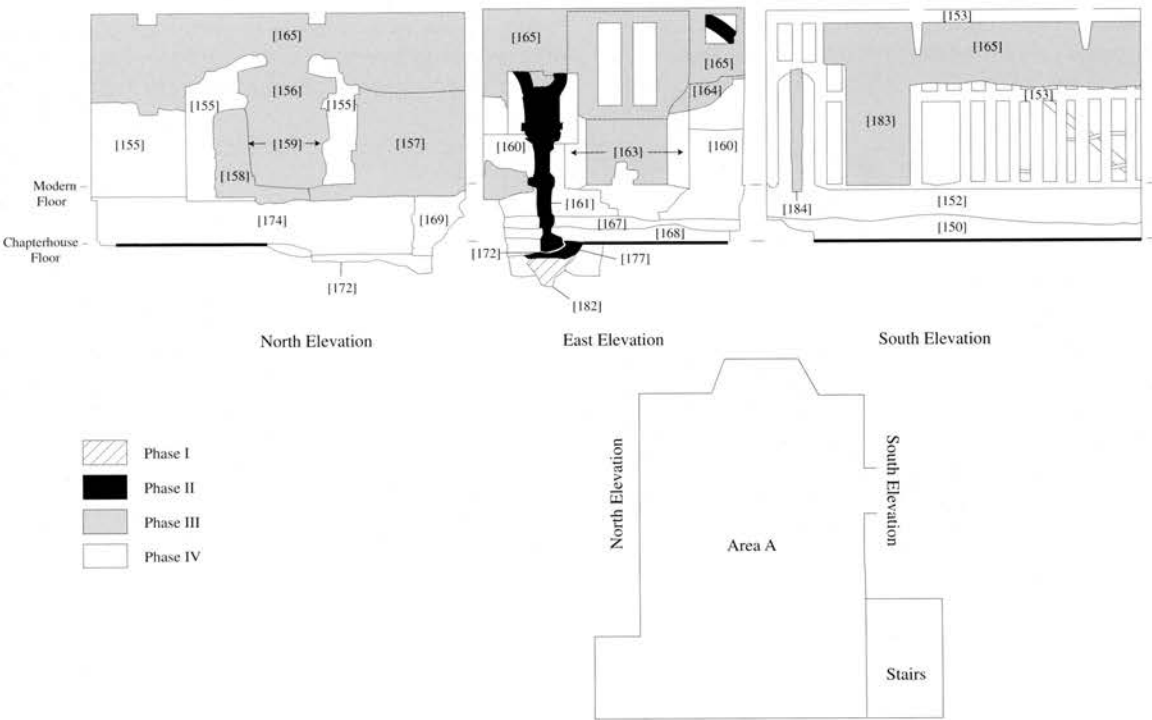 [165]
[156]
[155]
[155]
[155]
[159]
[157]
[158]
[174]
[169]
[172]
Modern
Floor
Chapterhouse
Floor
North Elevation
[165]
[165]
[164]
[160]
[163]
[160]
[161]
[167]
[168]
[172]
[177]
[182]
East Elevation
[153]
[165]
[153]
[183]
[184]
[152]
[150]
South Elevation
Phase I
Phase II
Phase III
Phase IV
North Elevation
South Elevation
Area A
Stairs